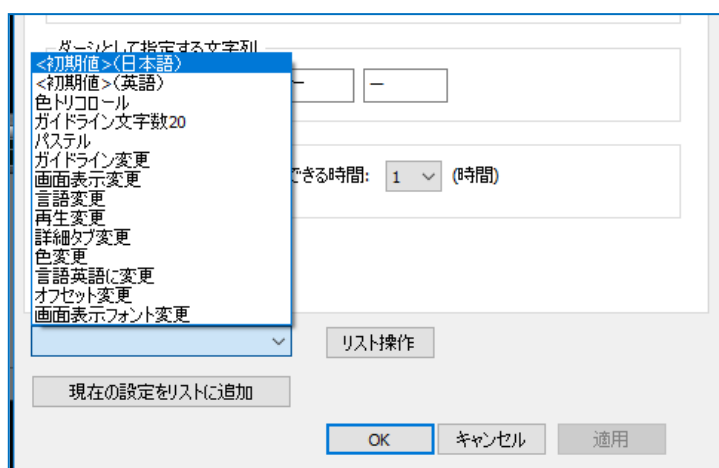 ダーシとして指定する文字列
<初期値>(日本語)
<初期値>(英語)
色トリコロール
ガイドライン文字数20
パステル
ガイドライン変更
画面表示変更
言語変更
再生変更
詳細タブ変更
色変更
言語英語に変更
オフセット変更
画面表示フォント変更
―
できる時間: 1 (時間)
リスト操作
現在の設定をリストに追加
OK キャンセル 適用